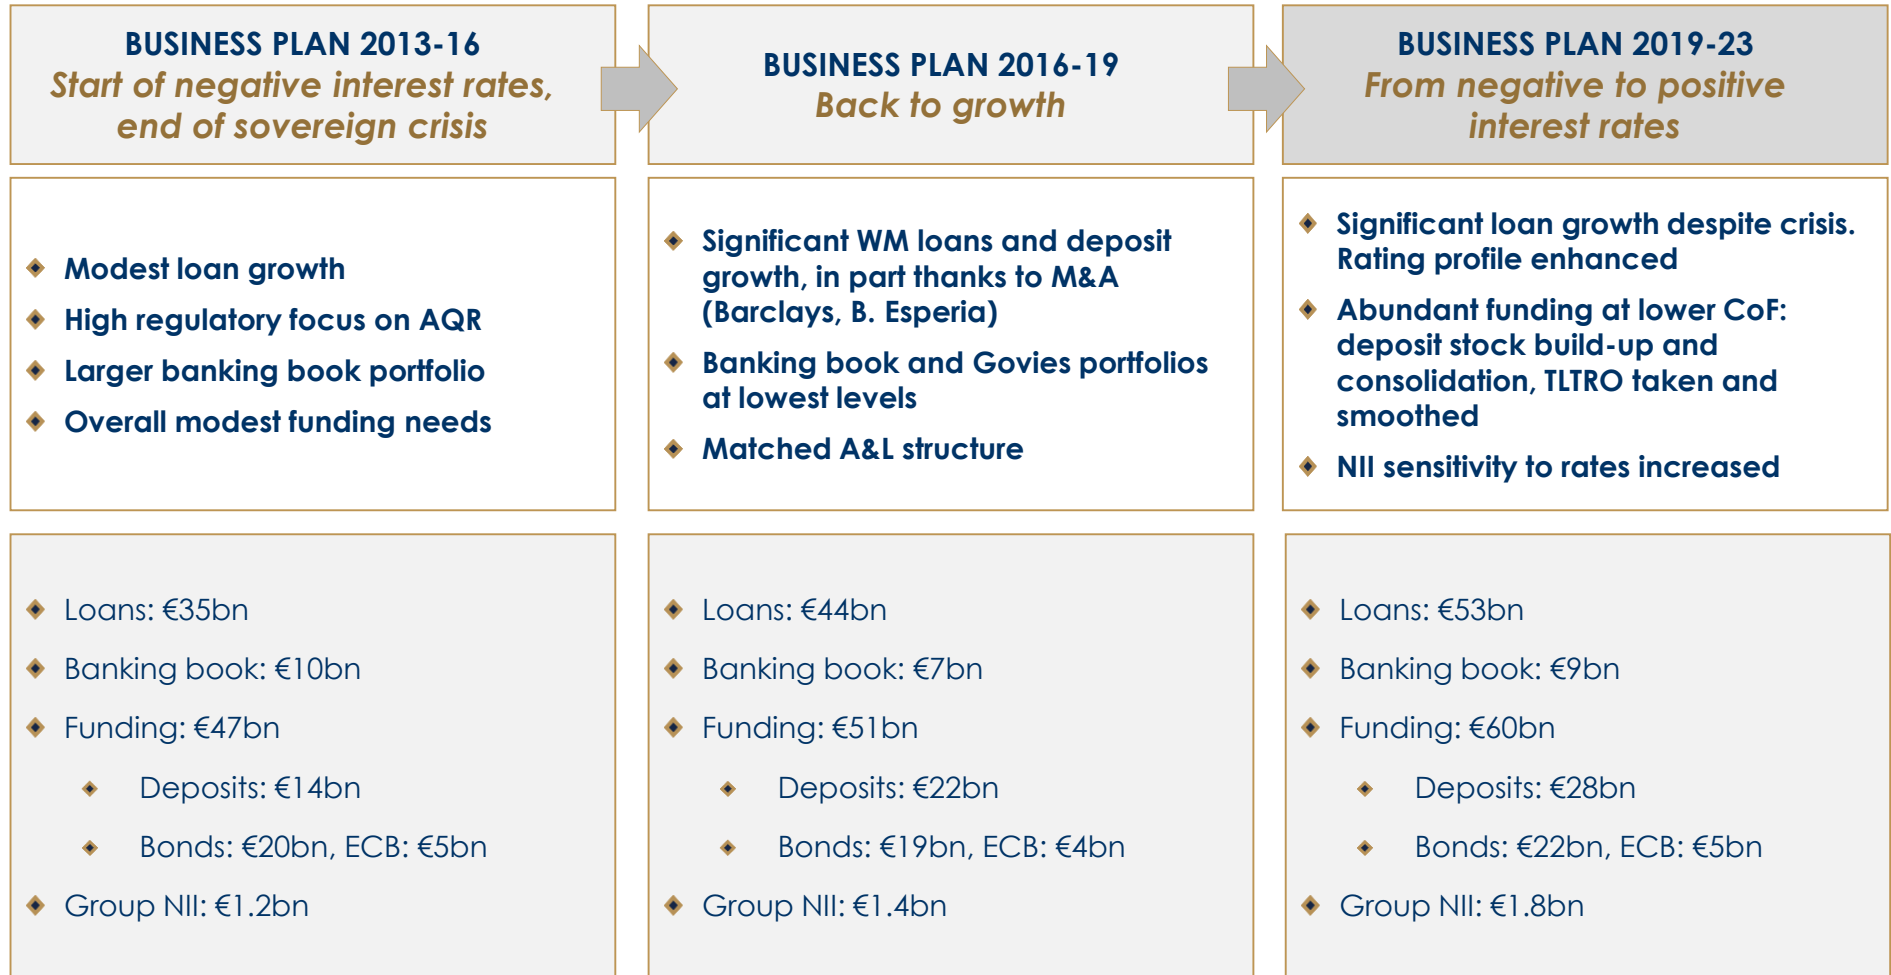 BUSINESS PLAN 2013-16
Start of negative interest rates,
end of sovereign crisis
BUSINESS PLAN 2016-19
Back to growth
BUSINESS PLAN 2019-23
From negative to positive
interest rates
Modest loan growth
High regulatory focus on AQR
Larger banking book portfolio
Overall modest funding needs
Significant WM loans and deposit
growth, in part thanks to M&A
(Barclays, B. Esperia)
Banking book and Govies portfolios
at lowest levels
Matched A&L structure
Significant loan growth despite crisis.
Rating profile enhanced
Abundant funding at lower CoF:
deposit stock build-up and
consolidation, TLTRO taken and
smoothed
NII sensitivity to rates increased
Loans: €35bn
Banking book: €10bn
Funding: €47bn
Deposits: €14bn
Bonds: €20bn, ECB: €5bn
Group NII: €1.2bn
Loans: €44bn
Banking book: €7bn
Funding: €51bn
Deposits: €22bn
Bonds: €19bn, ECB: €4bn
Group NII: €1.4bn
Loans: €53bn
Banking book: €9bn
Funding: €60bn
Deposits: €28bn
Bonds: €22bn, ECB: €5bn
Group NII: €1.8bn